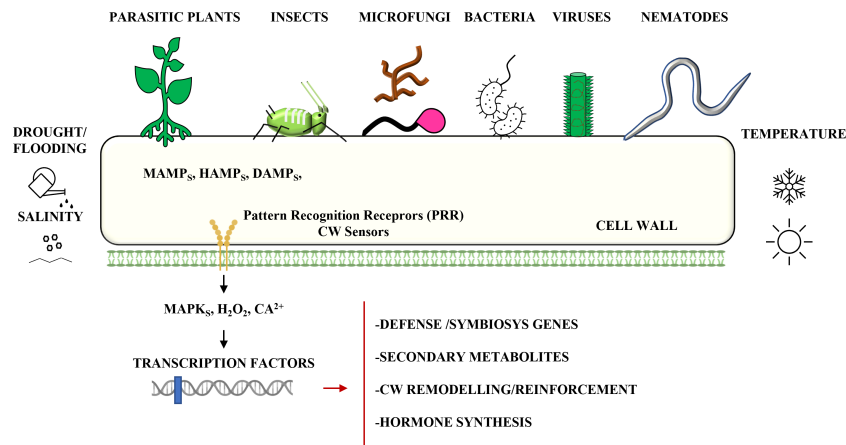 PARASITIC PLANTS INSECTS MICROFUNGI BACTERIA VIRUSES NEMATODES
DROUGHT/
FLOODING
SALINITY
TEMPERATURE
MAMPS, HAMPS, DAMPS,
Pattern Recognition Receprors (PRR)
CW Sensors
CELL WALL
MAPKS, H2O2, CA2+
TRANSCRIPTION FACTORS
-DEFENSE /SYMBIOSYS GENES
-SECONDARY METABOLITES
-CW REMODELLING/REINFORCEMENT
-HORMONE SYNTHESIS